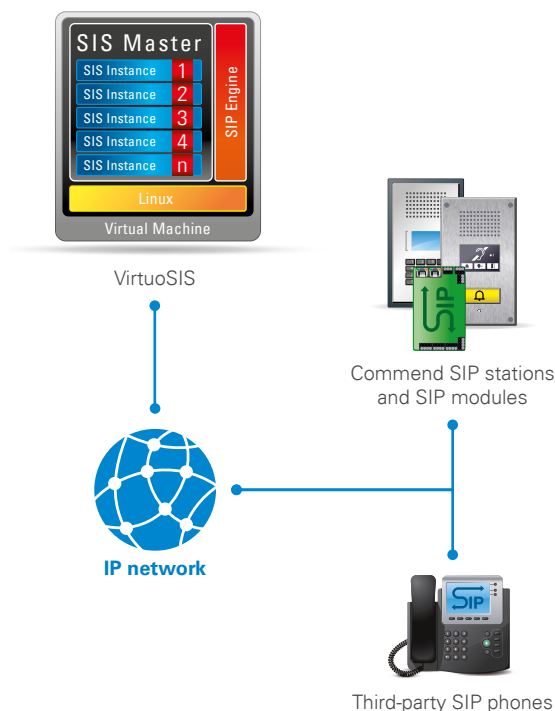 SIS Master
SIS Instance 1
SIS Instance 2
SIS Instance 3
SIS Instance 4
SIS Instance n
SIP Engine
Linux
Virtual Machine
VirtuoSIS
SIP
Commend SIP stations
and SIP modules
IP network
SIP
Third-party SIP phones